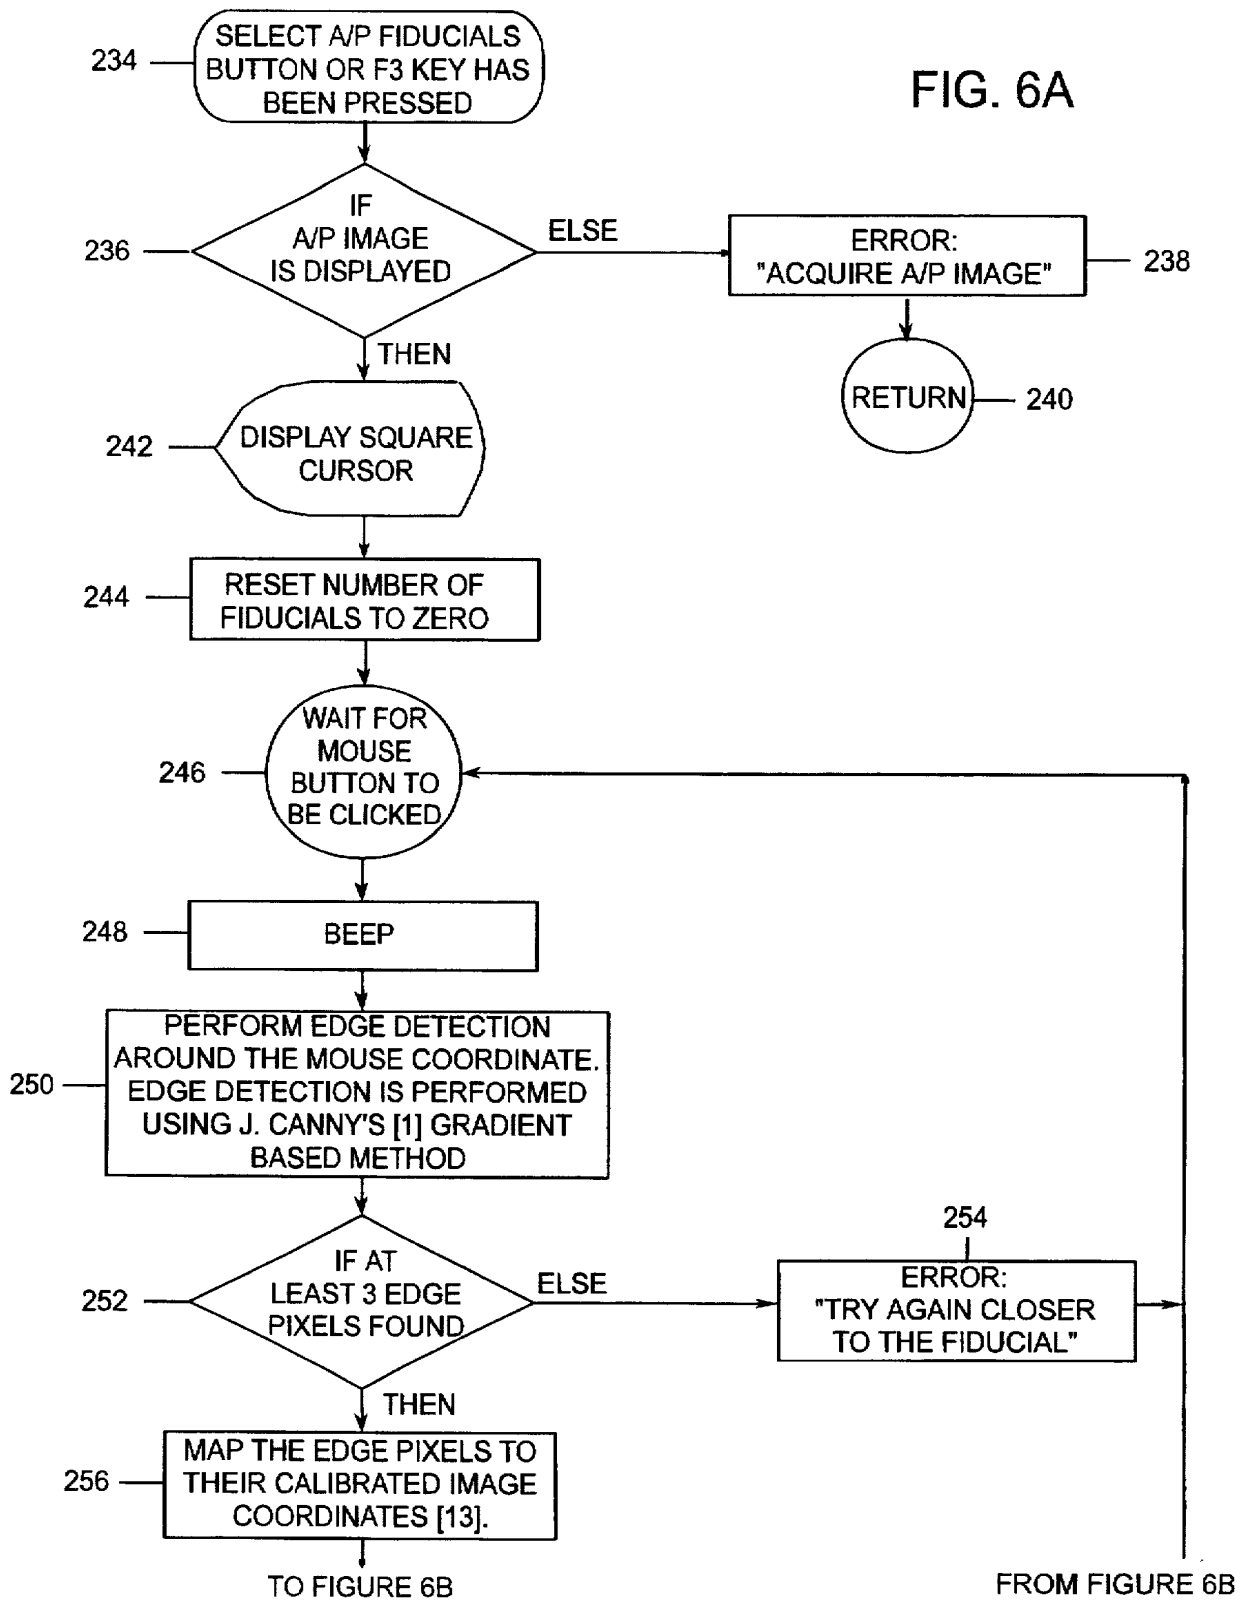 SELECT A/P FIDUCIALS
BUTTON OR F3 KEY HAS
BEEN PRESSED
234
FIG. 6A
IF
A/P IMAGE
IS DISPLAYED
236
ELSE
ERROR:
"ACQUIRE A/P IMAGE"
238
THEN
RETURN
240
DISPLAY SQUARE
CURSOR
242
RESET NUMBER OF
FIDUCIALS TO ZERO
244
WAIT FOR
MOUSE
BUTTON TO
BE CLICKED
246
BEEP
248
PERFORM EDGE DETECTION
AROUND THE MOUSE COORDINATE.
EDGE DETECTION IS PERFORMED
USING J. CANNY'S [1] GRADIENT
BASED METHOD
250
IF AT
LEAST 3 EDGE
PIXELS FOUND
252
ELSE
254
ERROR:
"TRY AGAIN CLOSER
TO THE FIDUCIAL"
THEN
MAP THE EDGE PIXELS TO
THEIR CALIBRATED IMAGE
COORDINATES [13].
256
TO FIGURE 6B
FROM FIGURE 6B